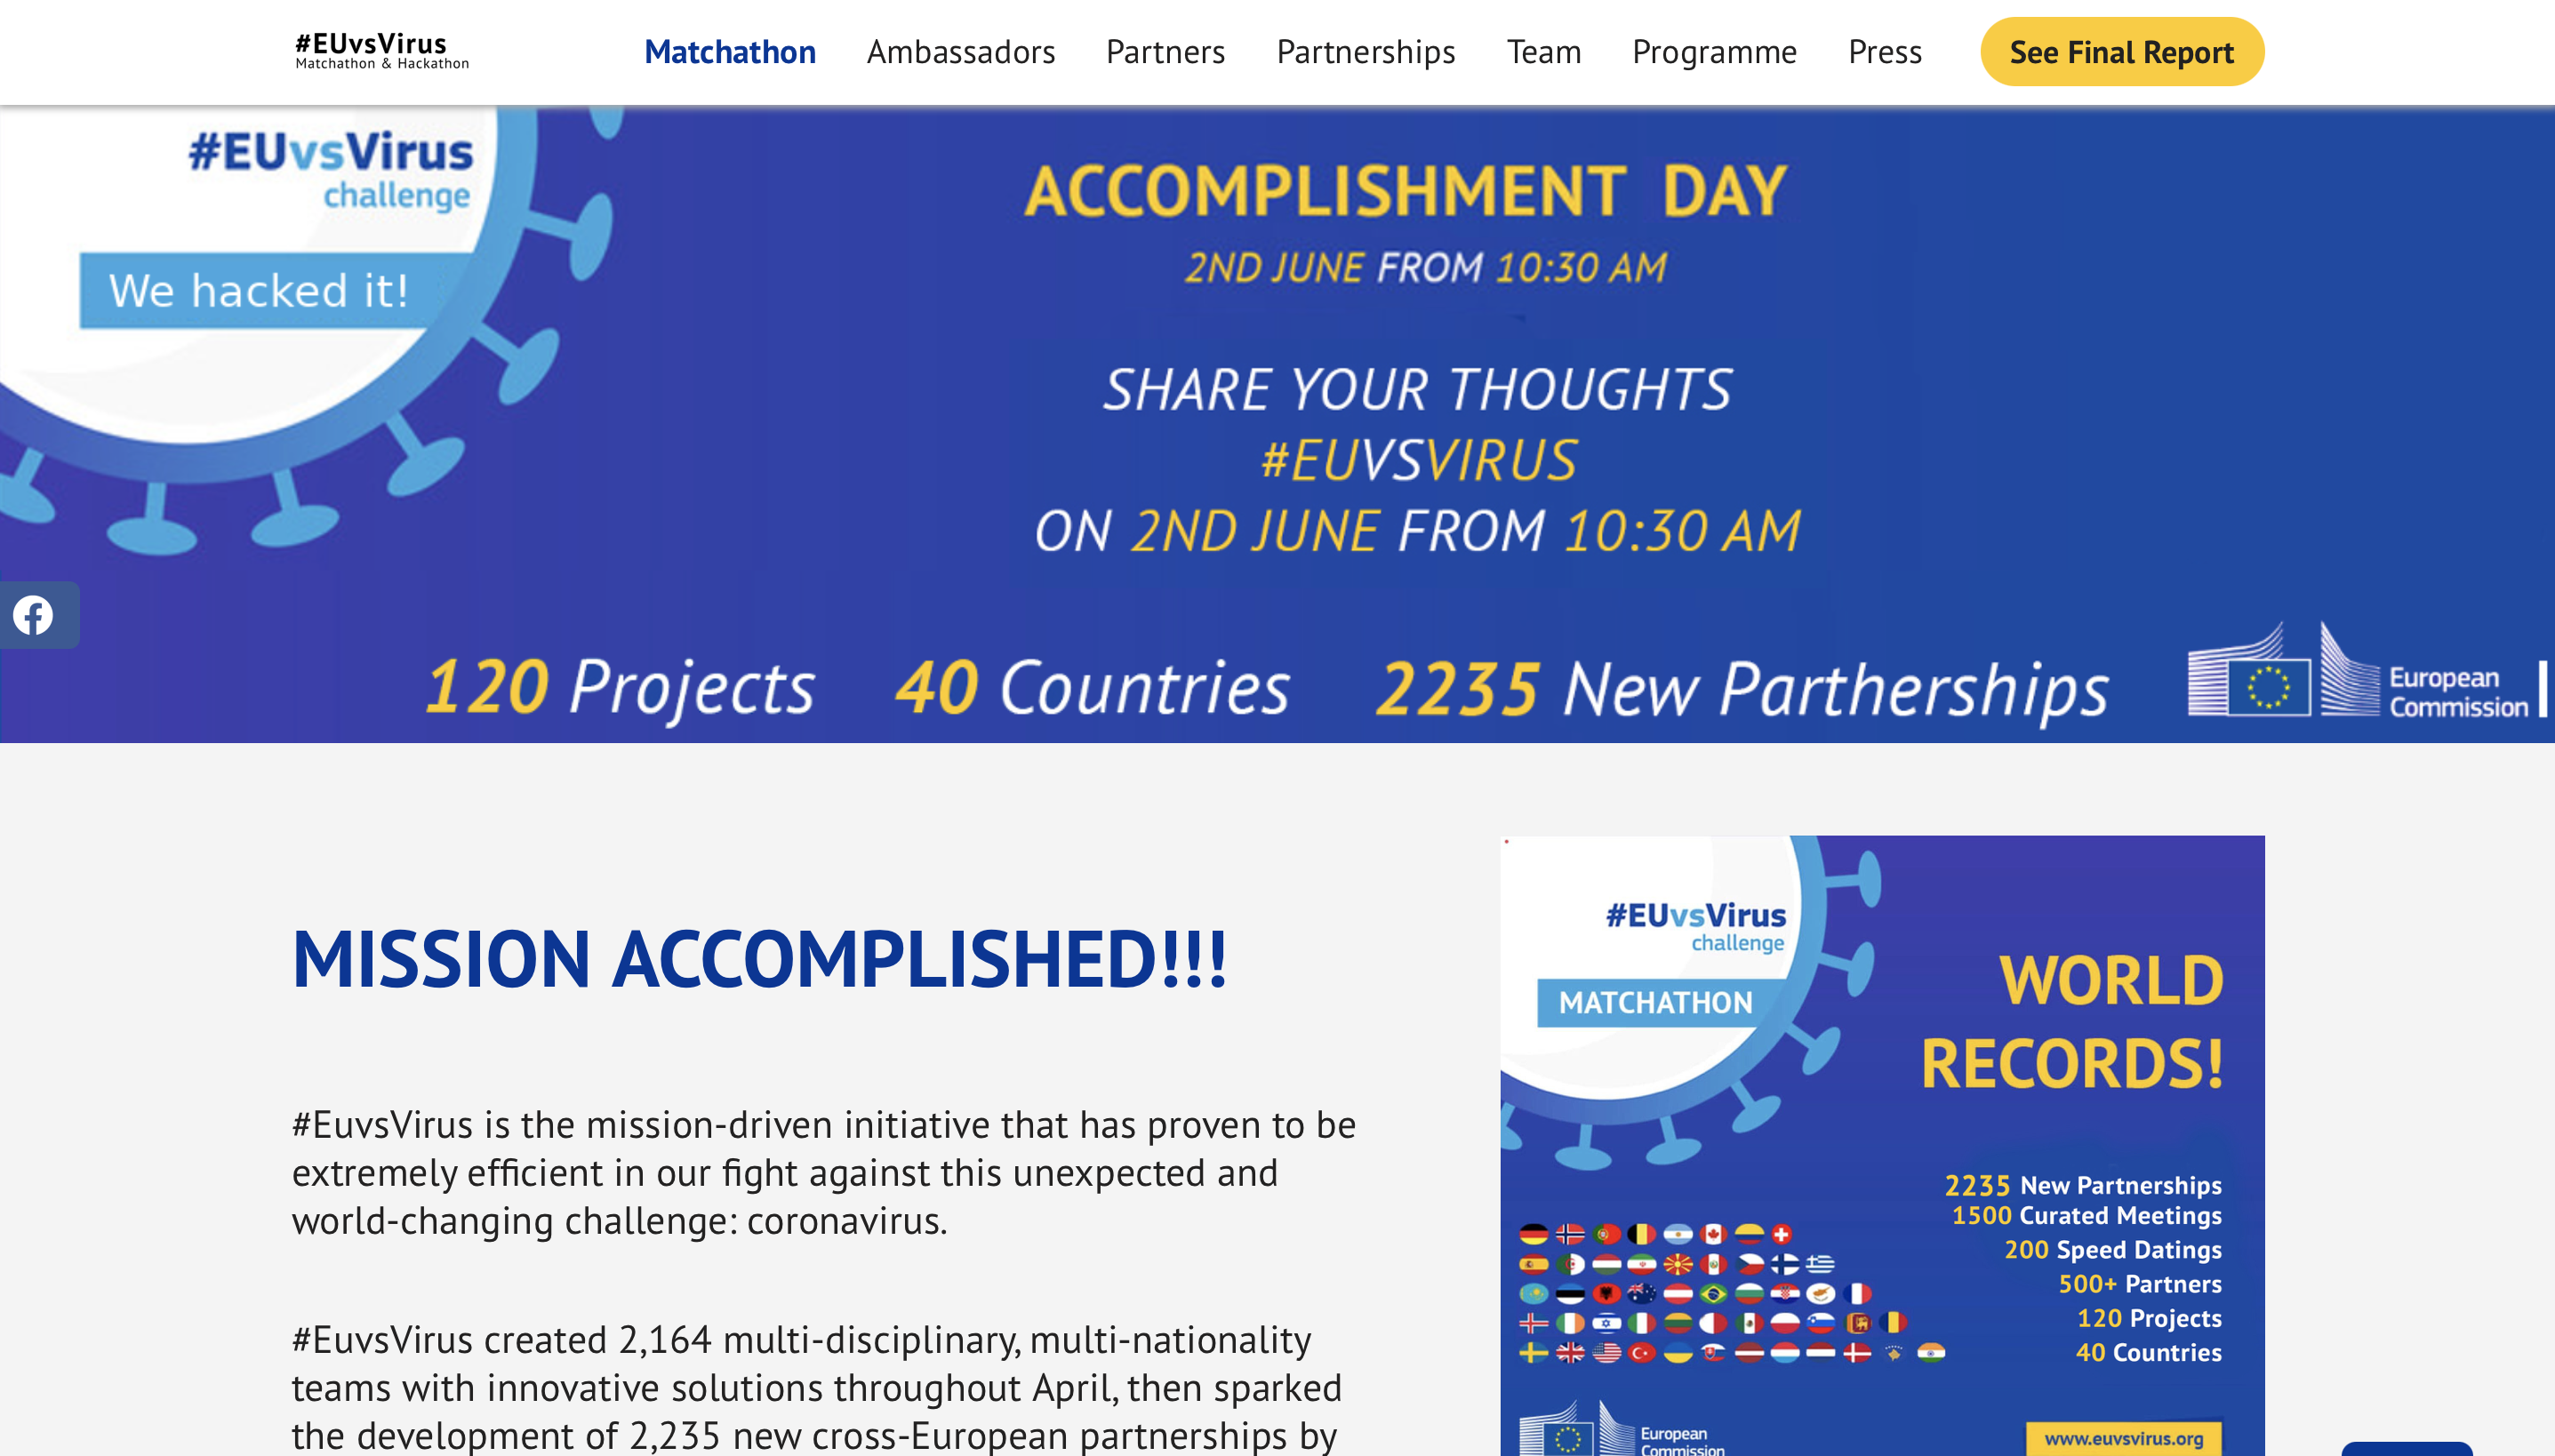 #EUvsVirus
Matchathon & Hackathon
Matchathon
Ambassadors
Partners
Partnerships
Team
Programme
Press
See Final Report
#EUvsVirus
challenge
We hacked it!
ACCOMPLISHMENT DAY
2ND JUNE FROM 10:30 AM
SHARE YOUR THOUGHTS
#EUVSVIRUS
ON 2ND JUNE FROM 10:30 AM
120 Projects
40 Countries
2235 New Partherships
European
Commission
MISSION ACCOMPLISHED!!!
#EuvsVirus is the mission-driven initiative that has proven to be
extremely efficient in our fight against this unexpected and
world-changing challenge: coronavirus.
#EuvsVirus created 2,164 multi-disciplinary, multi-nationality
teams with innovative solutions throughout April, then sparked
the development of 2,235 new cross-European partnerships by
#EUvsVirus
challenge
MATCHATHON
WORLD
RECORDS!
2235 New Partnerships
1500 Curated Meetings
200 Speed Datings
500+ Partners
120 Projects
40 Countries
European
Commission
www.euvsvirus.org